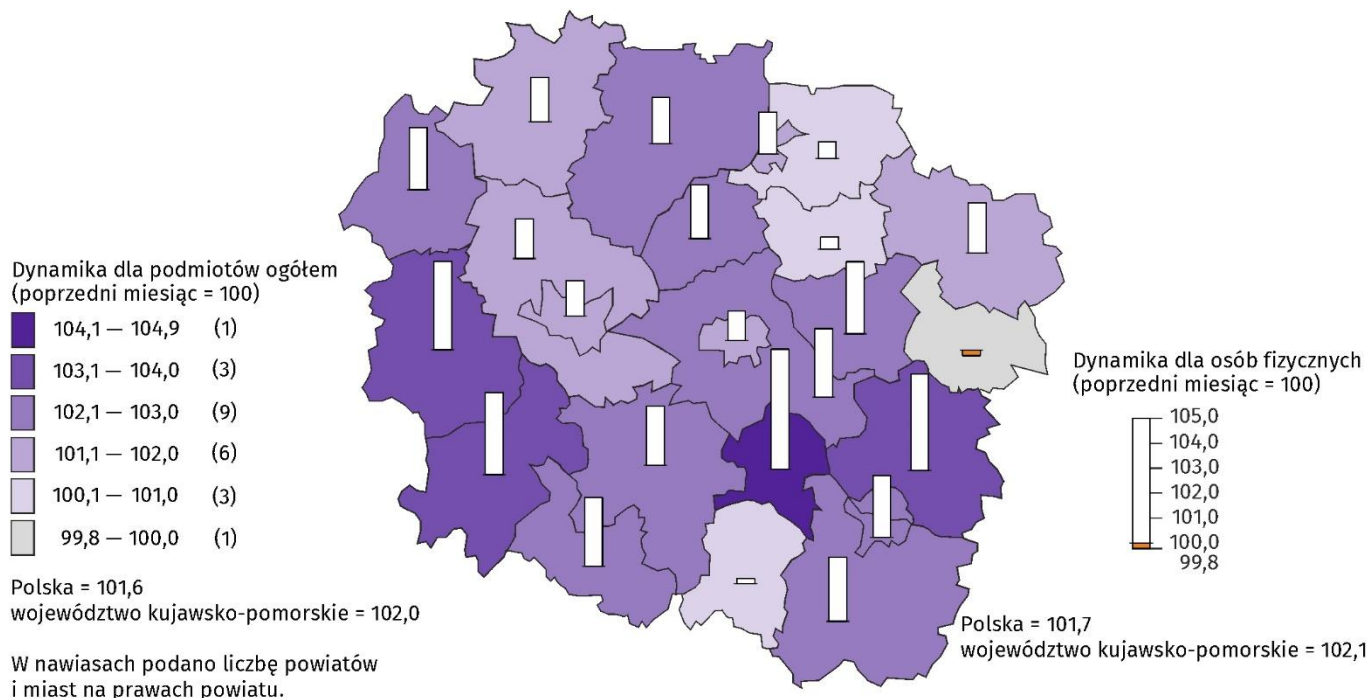 Dynamika dla podmiotów ogółem
(poprzedni miesiąc = 100)
104,1 — 104,9 (1)
103,1 — 104,0 (3)
102,1 — 103,0 (9)
101,1 — 102,0 (6)
100,1 — 101,0 (3)
99,8 — 100,0 (1)
Polska = 101,6
województwo kujawsko-pomorskie = 102,0
W nawiasach podano liczbę powiatów
i miast na prawach powiatu.
Dynamika dla osób fizycznych
(poprzedni miesiąc = 100)
105,0
104,0
103,0
102,0
101,0
100,0
99,8
Polska = 101,7
województwo kujawsko-pomorskie = 102,1